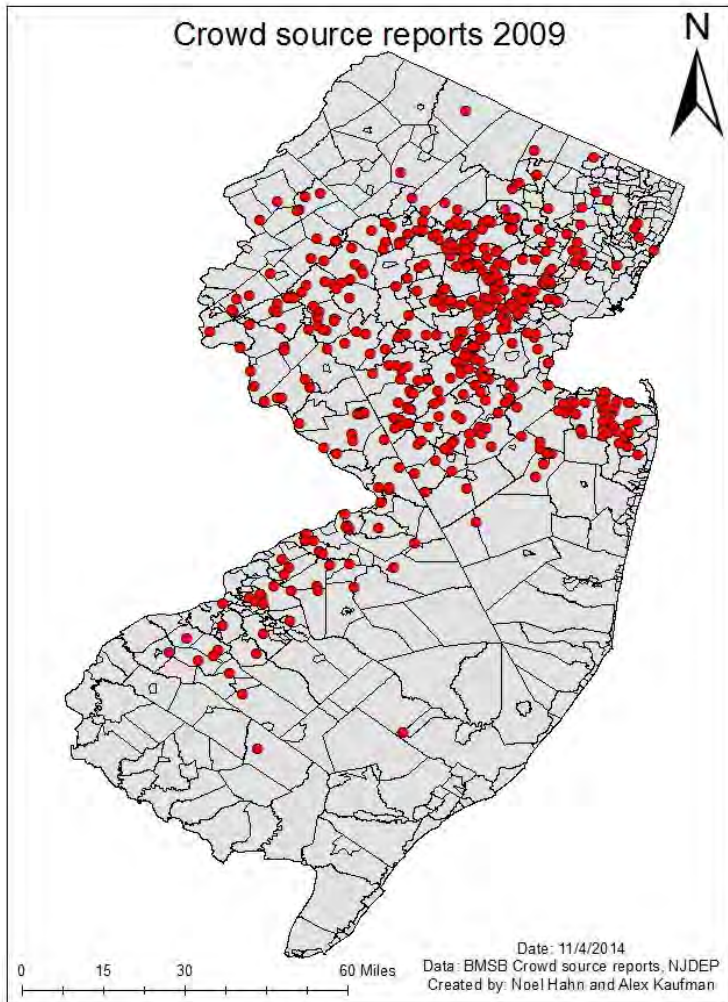 Crowd source reports 2009
N
0 15 30 60 Miles
Date: 11/4/2014
Data: BMSB Crowd source reports, NJDEP
Created by: Noel Hahn and Alex Kaufman